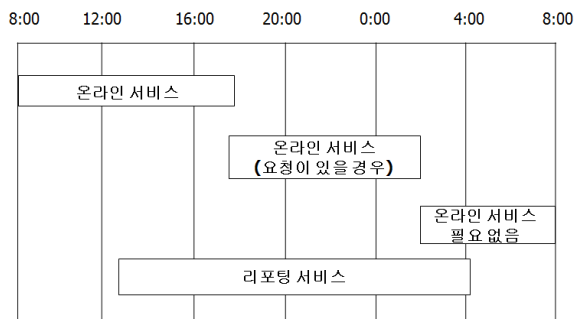 8:00 12:00 16:00 20:00 0:00 4:00 8:00
온라인 서비스
온라인 서비스
(요청이 있을 경우)
온라인 서비스
필요 없음
리포팅 서비스